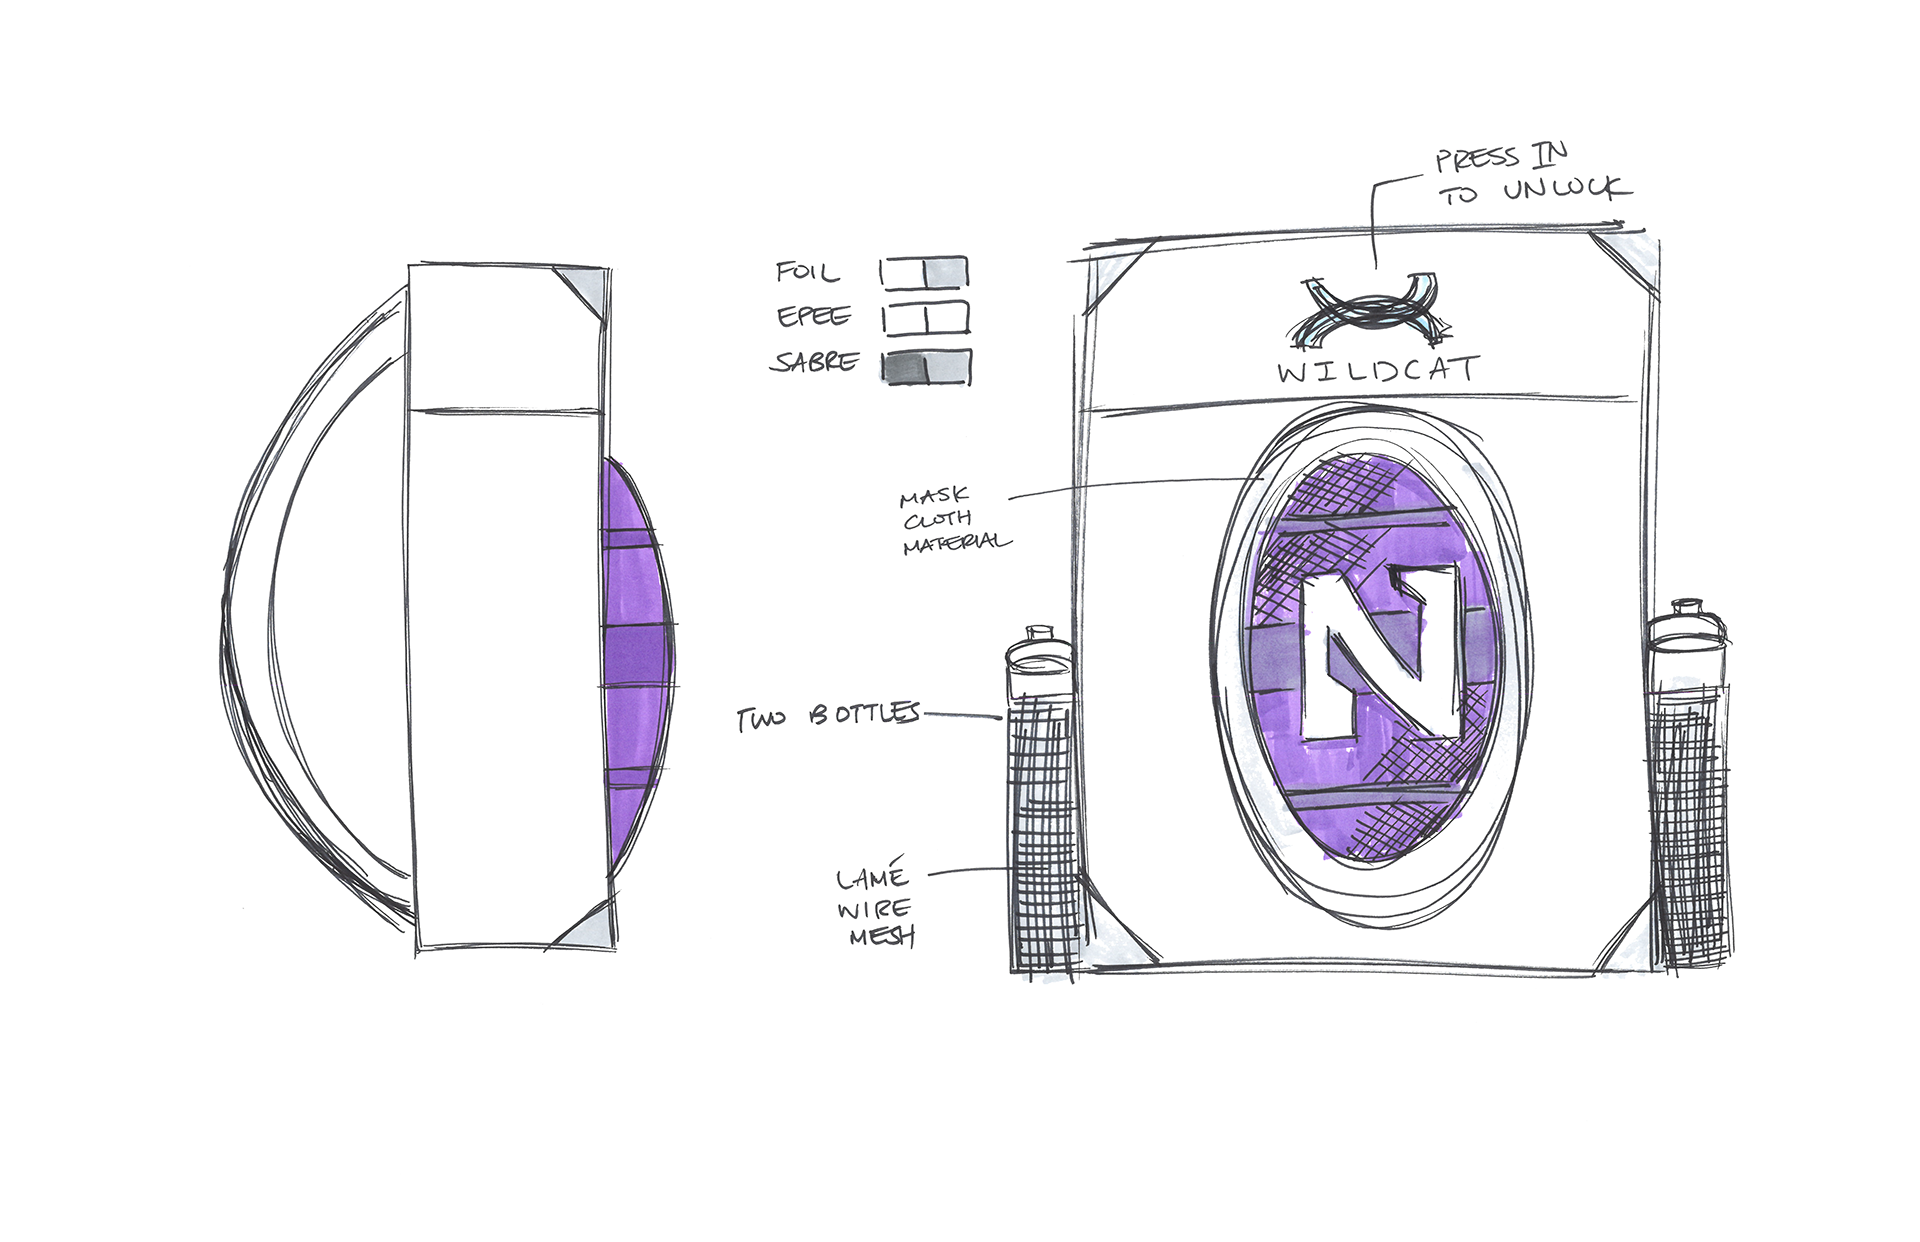 PRESS IN
TO UNLOCK
FOIL
EPEE
SABRE
WILDCAT
MASK
CLOTH
MATERIAL
N
TWO BOTTLES
LAMÉ
WIRE
MESH